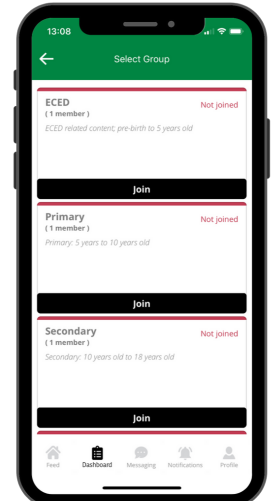 13:08
Select Group
ECED
Not joined
( 1 member )
ECED related content; pre-birth to 5 years old
Join
Primary
Not joined
( 1 member )
Primary: 5 years to 10 years old
Join
Secondary
Not joined
( 1 member )
Secondary: 10 years old to 18 years old
Join
Feed
Dashboard
Messaging
Notifications
Profile